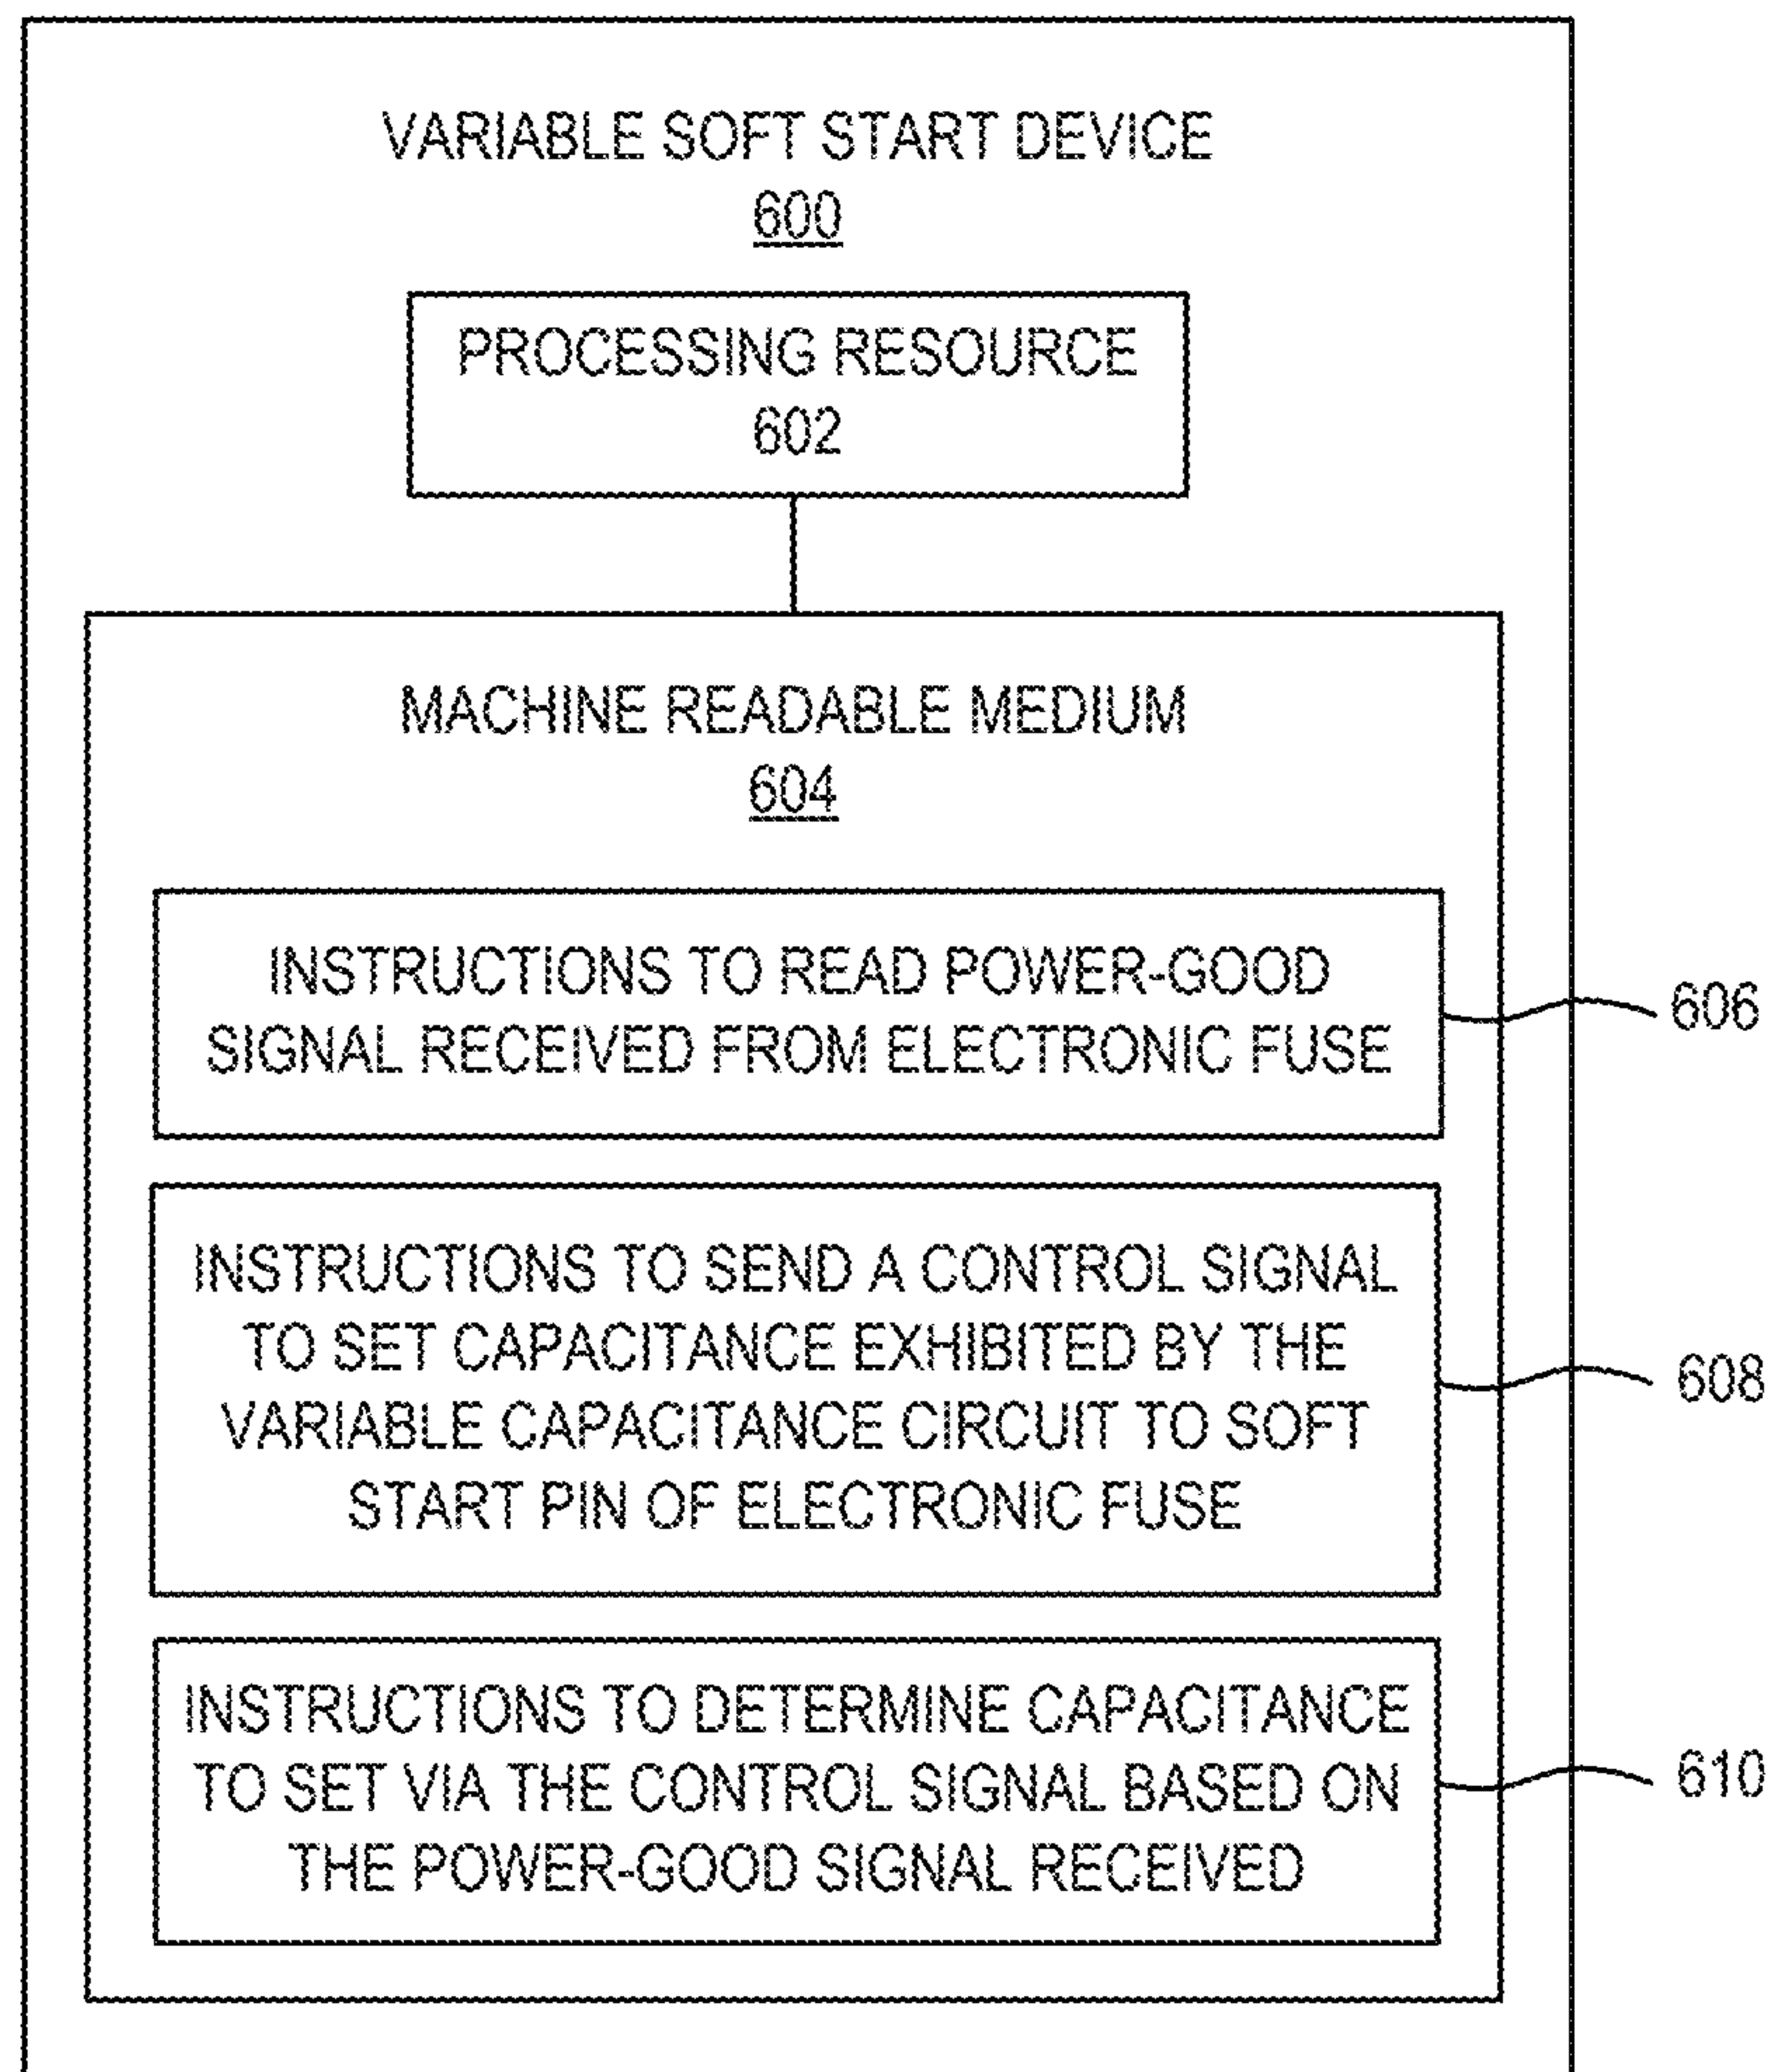 VARIABLE SOFT START DEVICE
600
PROCESSING RESOURCE
602
MACHINE READABLE MEDIUM
604
INSTRUCTIONS TO READ POWER-GOOD
SIGNAL RECEIVED FROM ELECTRONIC FUSE
606
INSTRUCTIONS TO SEND A CONTROL SIGNAL
TO SET CAPACITANCE EXHIBITED BY THE
VARIABLE CAPACITANCE CIRCUIT TO SOFT
START PIN OF ELECTRONIC FUSE
608
INSTRUCTIONS TO DETERMINE CAPACITANCE
TO SET VIA THE CONTROL SIGNAL BASED ON
THE POWER-GOOD SIGNAL RECEIVED
610